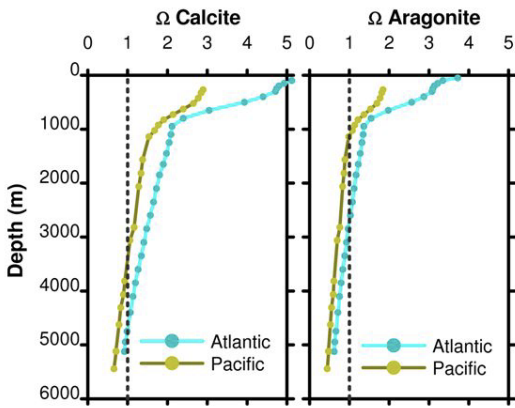 Ω Calcite
Ω Aragonite
0 1 2 3 4 5
0 1 2 3 4 5
0
1000
2000
3000
4000
5000
6000
Depth (m)
Atlantic
Pacific
Atlantic
Pacific